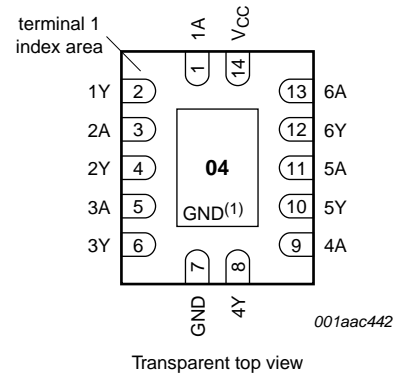 terminal 1
index area
1A
VCC
1
14
1Y 2 13 6A
2A 3 12 6Y
2Y 4 04 11 5A
3A 5 10 5Y
GND(1)
3Y 6 9 4A
7
8
GND
4Y
001aac442
Transparent top view